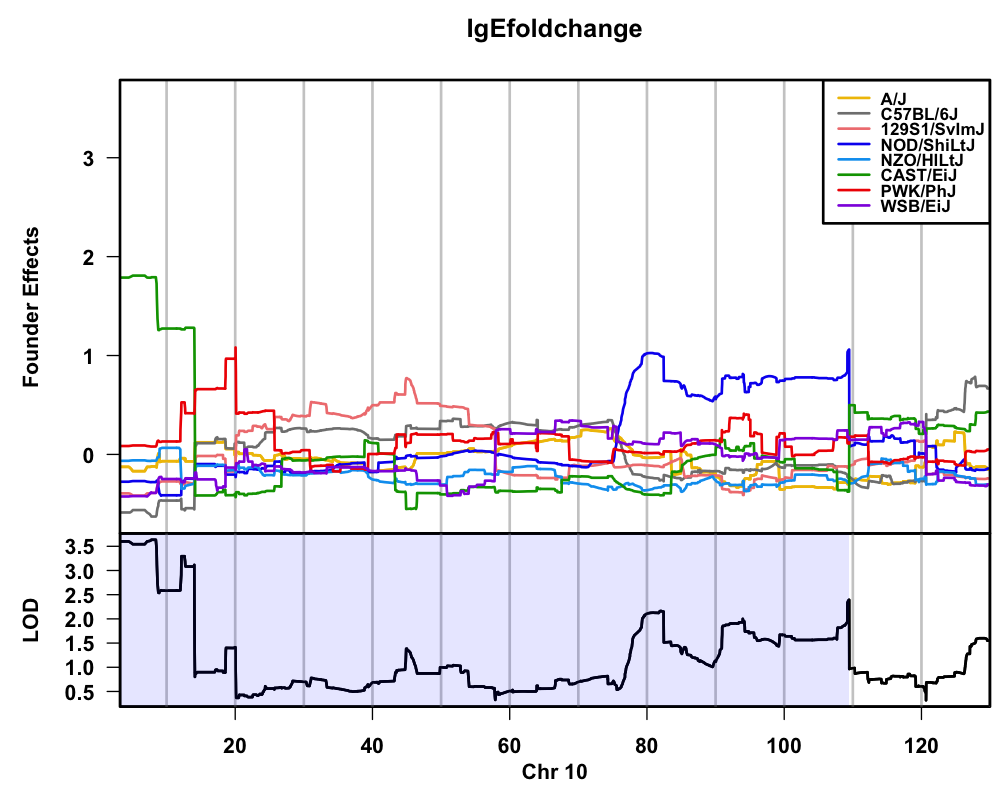 IgEfoldchange
Founder Effects
3
2
1
0
A/J
C57BL/6J
129S1/SvImJ
NOD/ShiLtJ
NZO/HlLtJ
CAST/EiJ
PWK/PhJ
WSB/EiJ
LOD
3.5
3.0
2.5
2.0
1.5
1.0
0.5
20 40 60 80 100 120
Chr 10